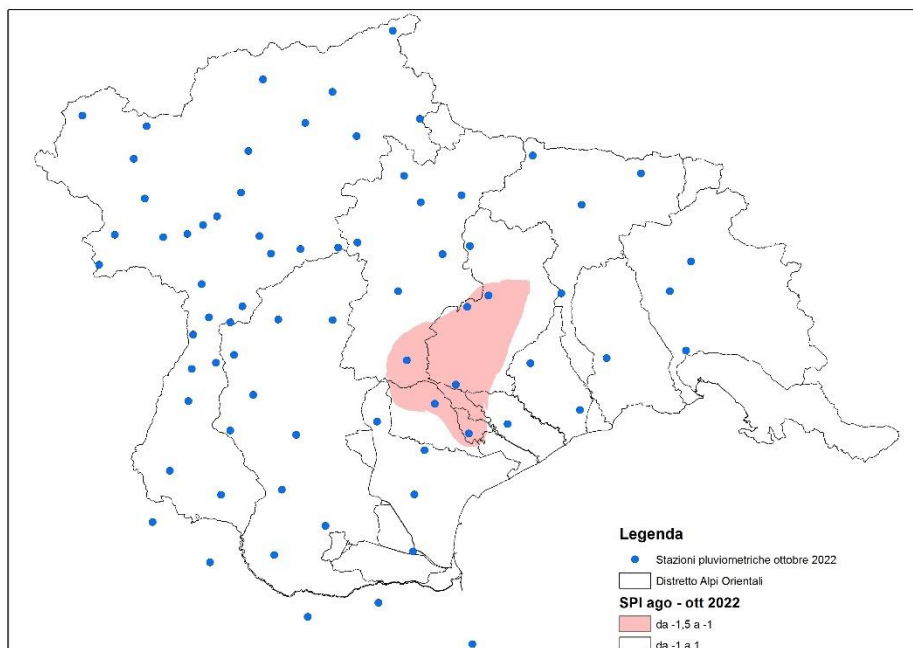 Legenda
Stazioni pluviometriche ottobre 2022
Distretto Alpi Orientali
SPI ago - ott 2022
da -1,5 a -1
da -1 a 1